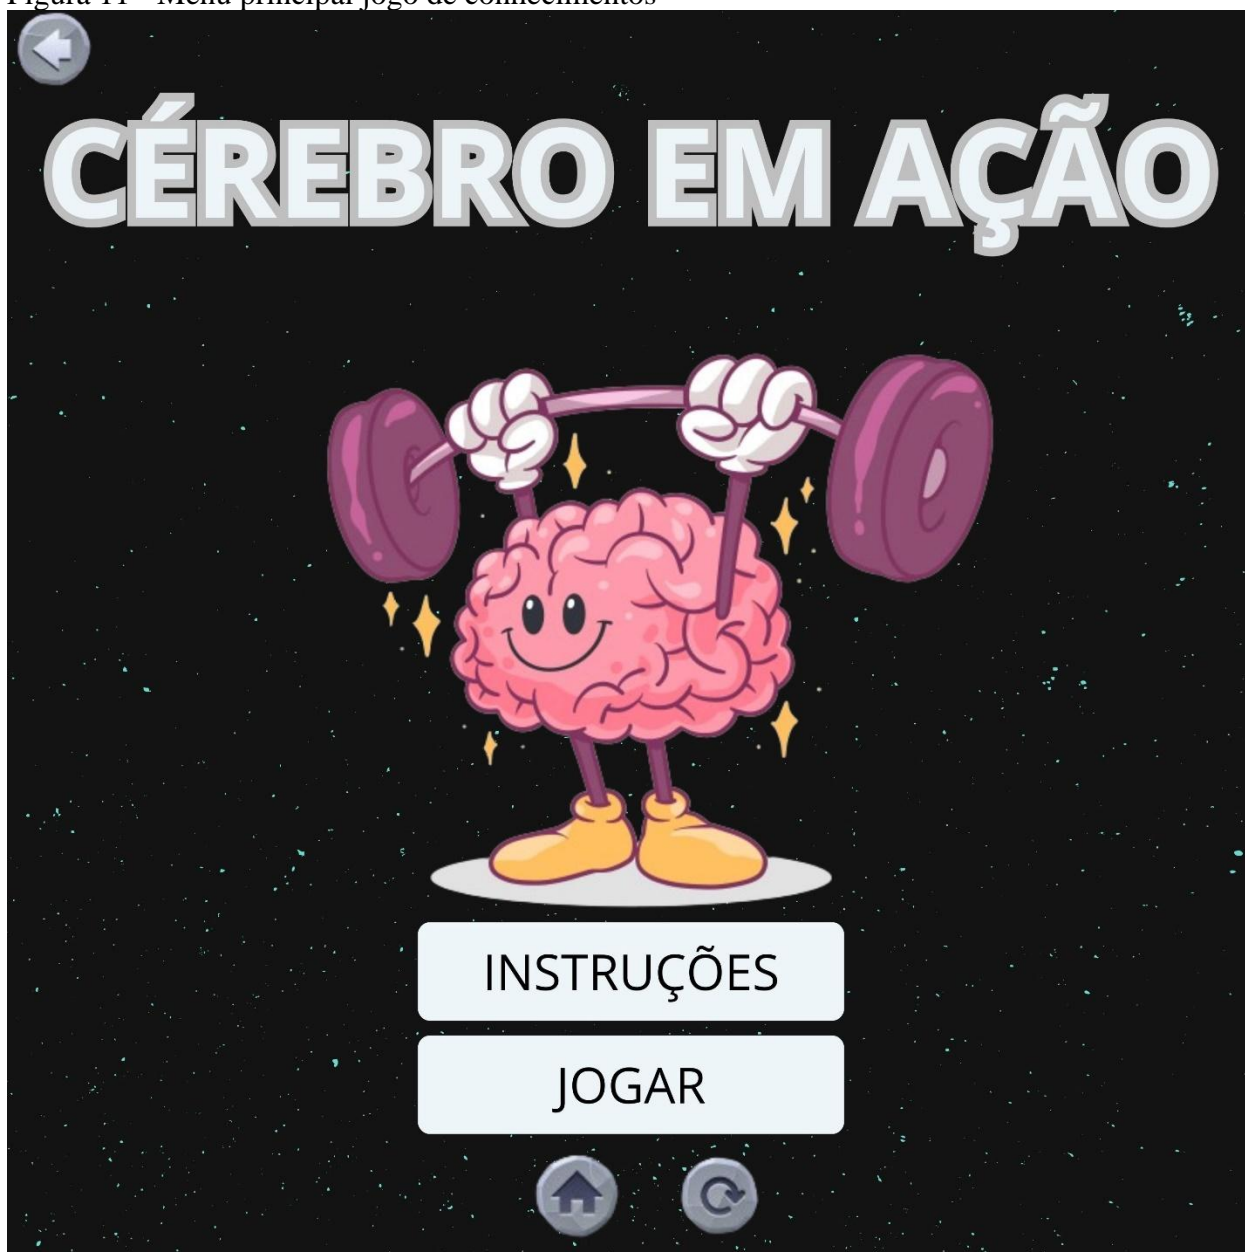 Figura 11 - Menu principal jogo de conhecimentos
CÉREBRO EM AÇÃO
INSTRUÇÕES
JOGAR